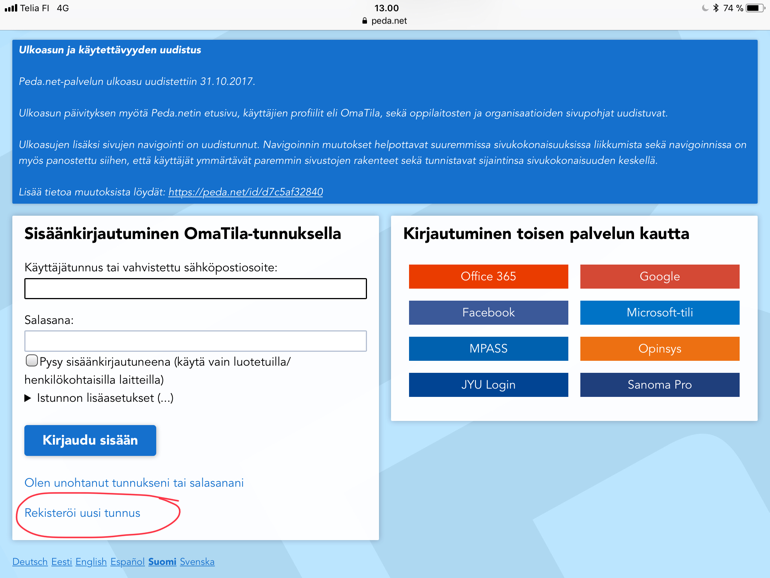 Telia FI 4G 13.00 74 %
peda.net
Ulkoasun ja käytettävyyden uudistus
Peda.net-palvelun ulkoasu uudistettiin 31.10.2017.
Ulkoasun päivityksen myötä Peda.netin etusivu, käyttäjien profiilit eli OmaTila, sekä oppilaitosten ja organisaatioiden sivupohjat uudistuvat.
Ulkoasujen lisäksi sivujen navigointi on uudistunnut. Navigoinnin muutokset helpottavat suuremmissa sivukokonaisuuksissa liikkumista sekä navigoinnissa on
myös panostettu siihen, että käyttäjät ymmärtävät paremmin sivustojen rakenteet sekä tunnistavat sijaintinsa sivukokonaisuuden keskellä.
Lisää tietoa muutoksista löydät: https://peda.net/id/d7c5af32840
Sisäänkirjautuminen OmaTila-tunnuksella
Käyttäjätunnus tai vahvistettu sähköpostiosoite:
Salasana:
Pysy sisäänkirjautuneena (käytä vain luotetuilla/
henkilökohtaisilla laitteilla)
Istunnon lisäasetukset (...)
Kirjaudu sisään
Olen unohtanut tunnukseni tai salasanani
Rekisteröi uusi tunnus
Kirjautuminen toisen palvelun kautta
Office 365 Google
Facebook Microsoft-tili
MPASS Opinsys
JYU Login Sanoma Pro
Deutsch Eesti English Español Suomi Svenska